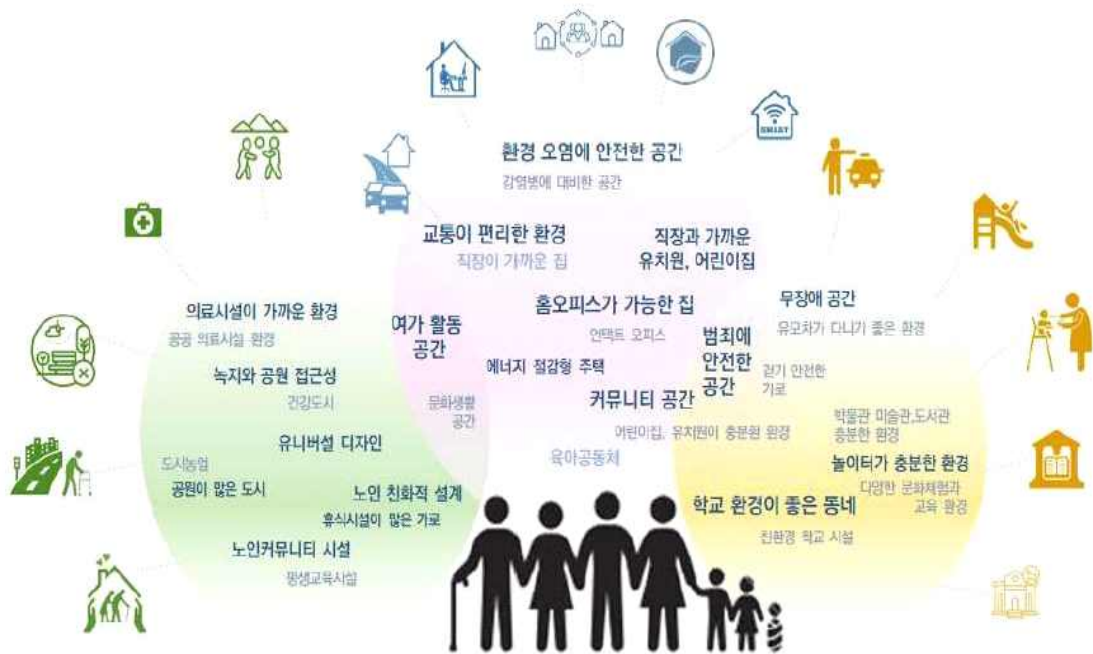 SMART
환경 오염에 안전한 공간
감염병에 대비한 공간
교통이 편리한 환경
직장이 가까운 집
직장과 가까운
유치원, 어린이집
의료시설이 가까운 환경
공공 의료시설 환경
여가 활동
공간
홈오피스가 가능한 집
언택트 오피스
범죄에
안전한
공간
무장애 공간
유모차가 다니기 좋은 환경
에너지 절감형 주택
걷기 안전한
가로
녹지와 공원 접근성
건강도시
문화생활
공간
커뮤니티 공간
어린이집, 유치원이 충분환 환경
박물관 미술관,도서관
충분한 환경
유니버설 디자인
육아공동체
놀이터가 충분한 환경
다양한 문화체험과
교육 환경
도시농업
공원이 많은 도시
노인 친화적 설계
휴식시설이 많은 가로
학교 환경이 좋은 동네
친환경 학교 시설
노인커뮤니티 시설
평생교육시설